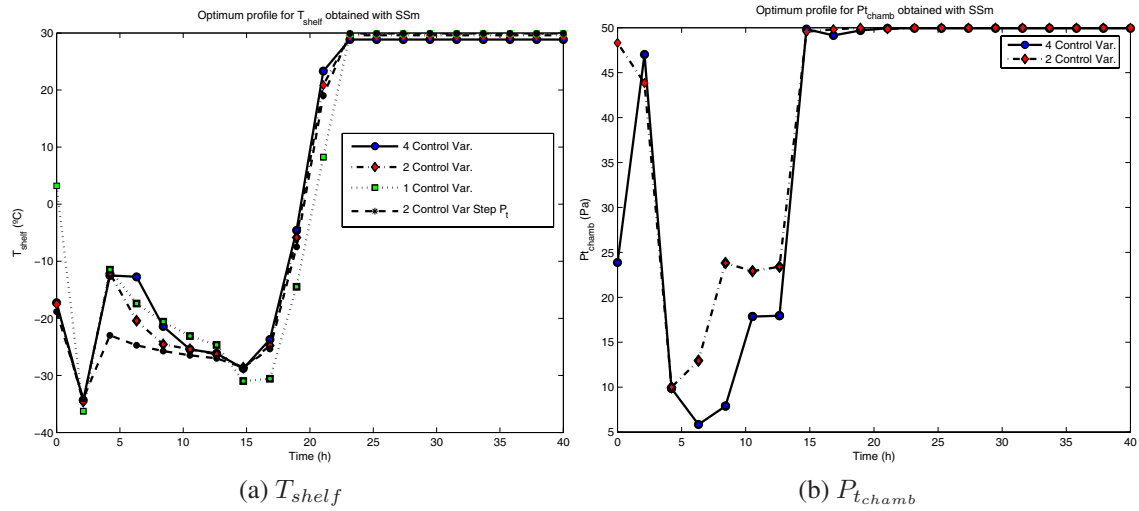 Optimum profile for T_shelf obtained with SSm
30
20
10
0
−10
−20
−30
−40
T_shelf (ºC)
0 5 10 15 20 25 30 35 40
Time (h)
4 Control Var.
2 Control Var.
1 Control Var.
2 Control Var Step P_t
(a) T_shelf
Optimum profile for Pt_chamb obtained with SSm
50
45
40
35
30
25
20
15
10
5
0
Pt_chamb (Pa)
0 5 10 15 20 25 30 35 40
Time (h)
4 Control Var.
2 Control Var.
(b) P_t_chamb